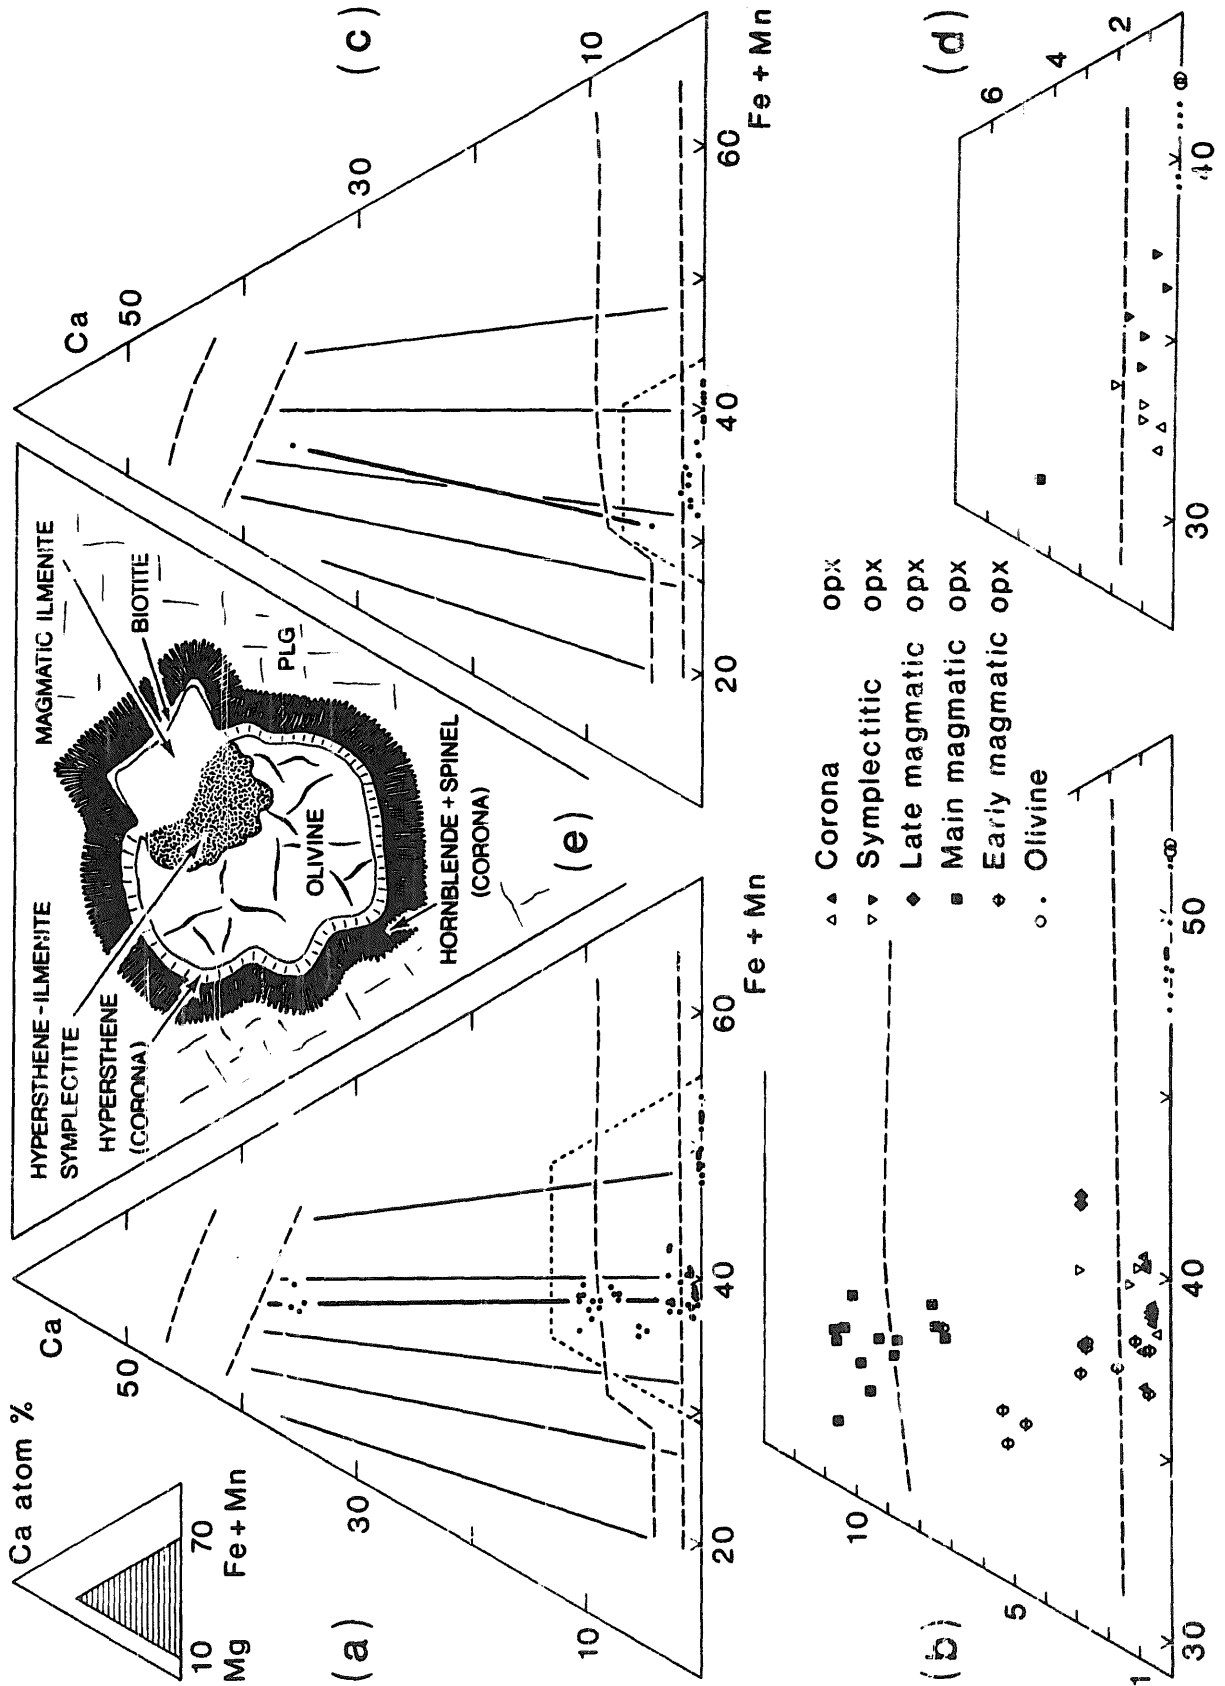 Ca atom %
10
70
Mg
Fe + Mn
(a)
Ca
50
30
10
20
40
60
Fe + Mn
HYPERSTHENE-ILMENITE
SYMPLECTITE
HYPERSTHENE
(CORONA)
MAGMATIC ILMENITE
BIOTITE
PLG
OLIVINE
HORNBLENDE + SPINEL
(CORONA)
(e)
Ca
50
30
10
(c)
20
40
60
Fe + Mn
(b)
10
5
1
30
40
50
Corona opx
Symplectitic opx
Late magmatic opx
Main magmatic opx
Early magmatic opx
Olivine
(d)
6
4
2
30
40